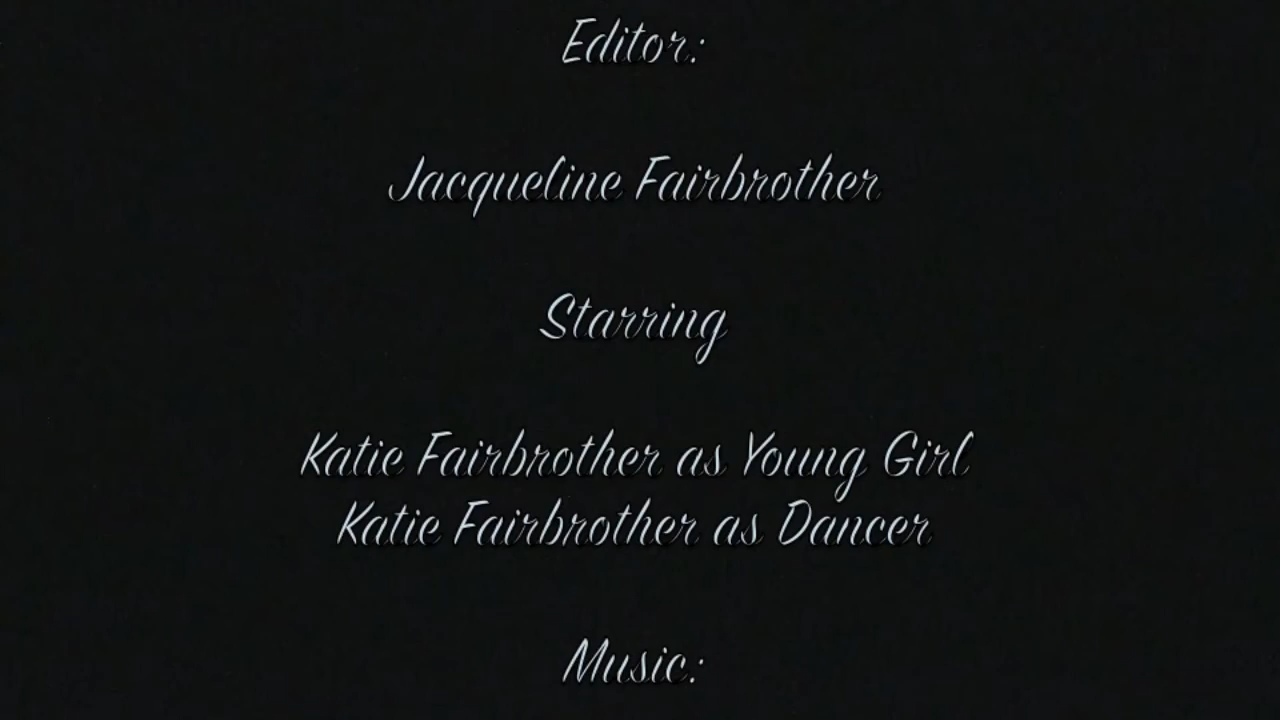 Editor:
Jacqueline Fairbrother
Starring
Katie Fairbrother as Young Girl
Katie Fairbrother as Dancer
Music: